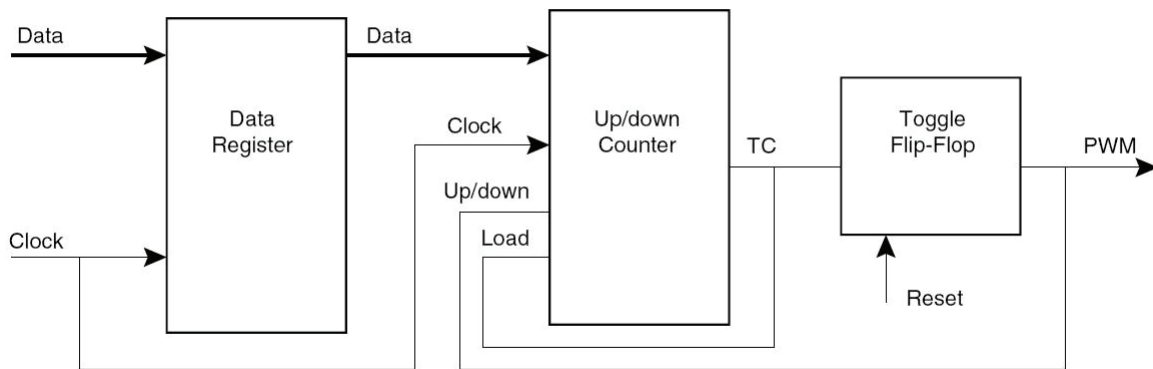 Data
Data
Data
Register
Clock
Clock
Up/down
Load
Up/down
Counter
TC
Toggle
Flip-Flop
PWM
Reset